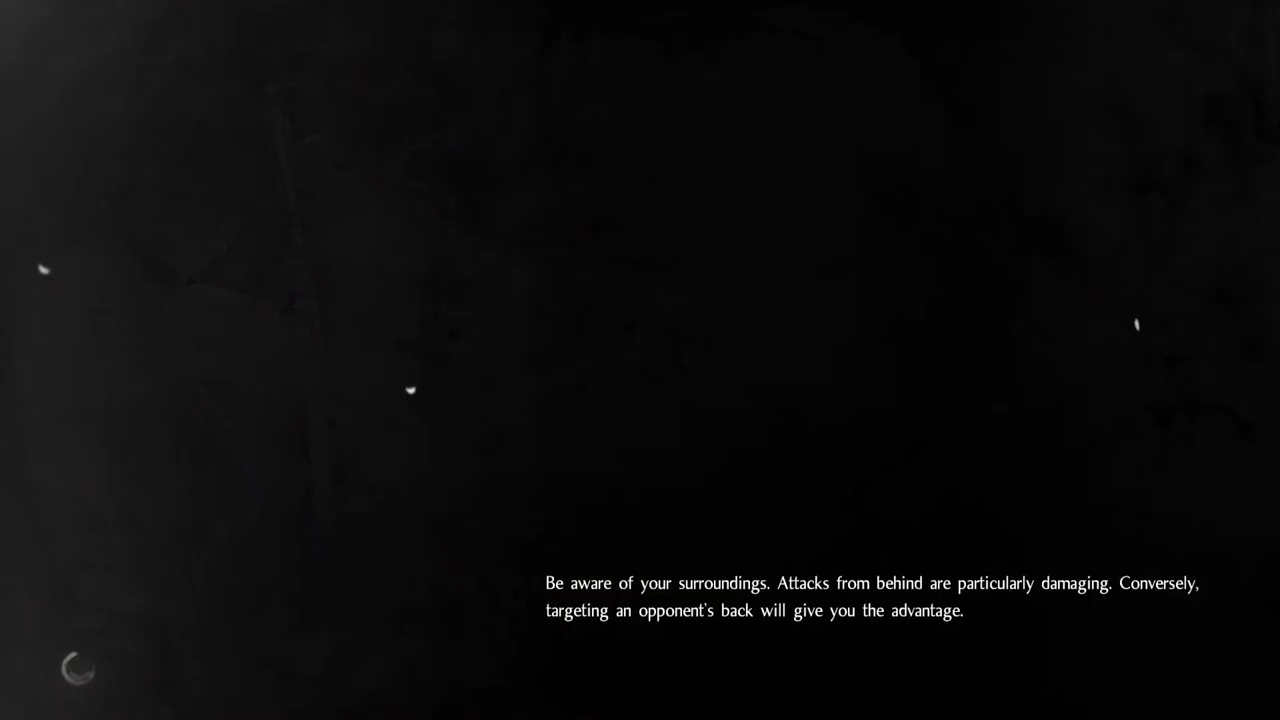 Be aware of your surroundings. Attacks from behind are particularly damaging. Conversely,
targeting an opponent's back will give you the advantage.